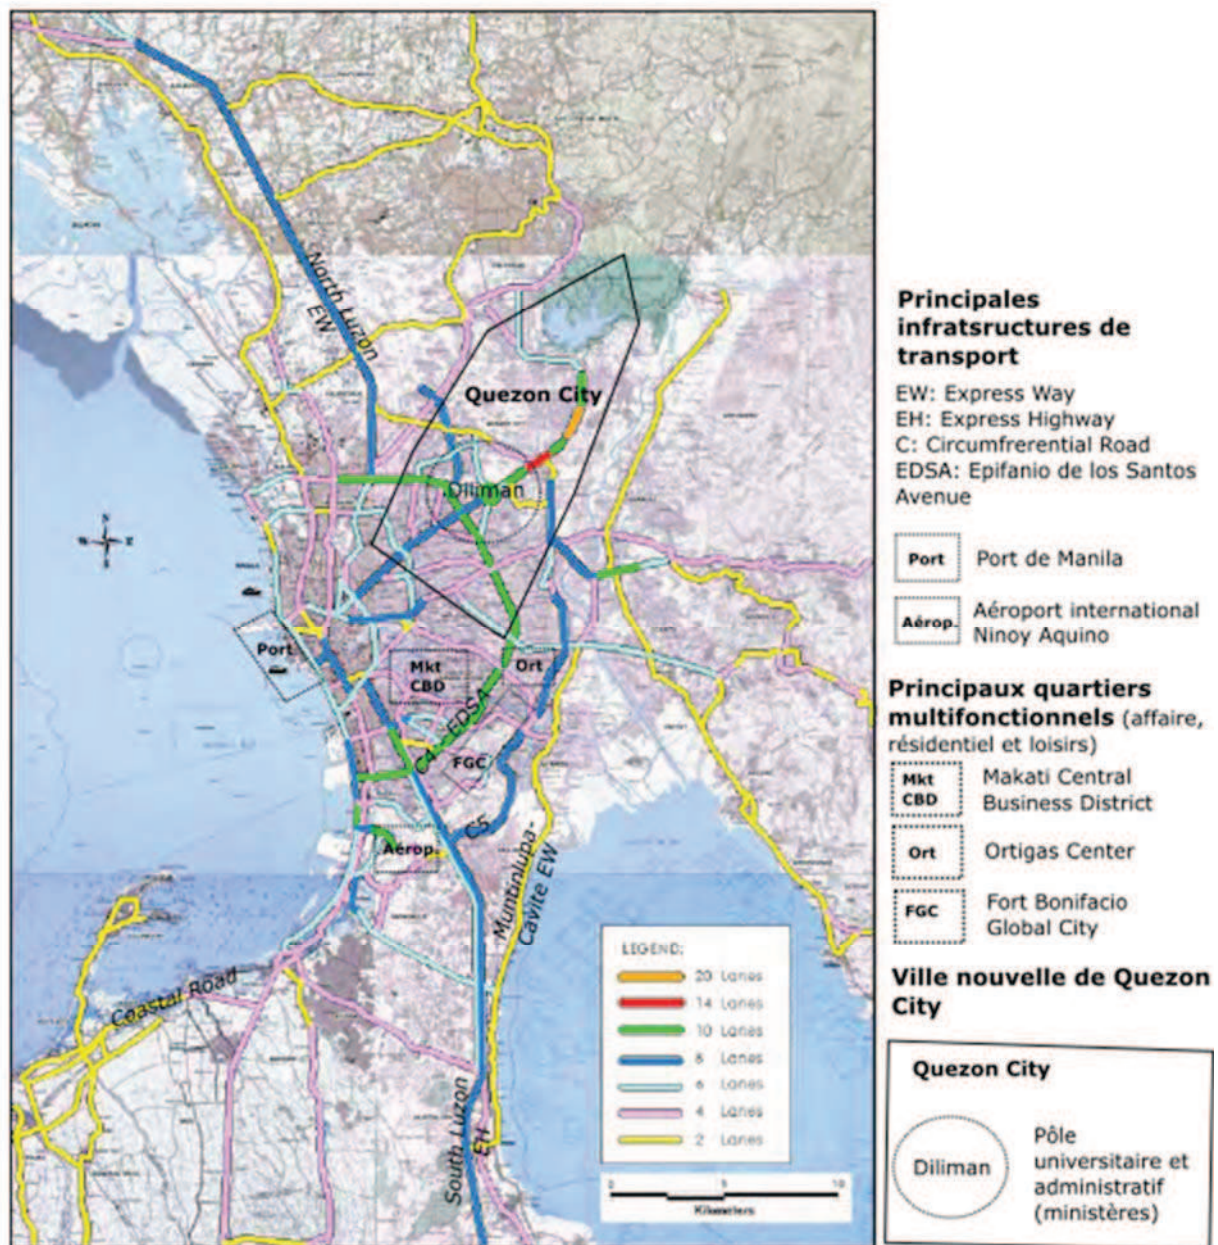 North Luzon
EW
Quezon City
Diliman
N
W
E
S
Port
Mkt
CBD
Ort
C4 - EDSA
FGC
C5
Aérop.
Muntinlupa-
Cavite EW
Coastal Road
South Luzon
EH
LEGEND:
20 Lanes
14 Lanes
10 Lanes
8 Lanes
6 Lanes
4 Lanes
2 Lanes
0 5 10
Kilometers
Principales
infratsructures de
transport
EW: Express Way
EH: Express Highway
C: Circumfrerential Road
EDSA: Epifanio de los Santos
Avenue
Port
Port de Manila
Aérop.
Aéroport international
Ninoy Aquino
Principaux quartiers
multifonctionnels (affaire,
résidentiel et loisirs)
Mkt
CBD
Makati Central
Business District
Ort
Ortigas Center
FGC
Fort Bonifacio
Global City
Ville nouvelle de Quezon
City
Quezon City
Diliman
Pôle
universitaire et
administratif
(ministères)